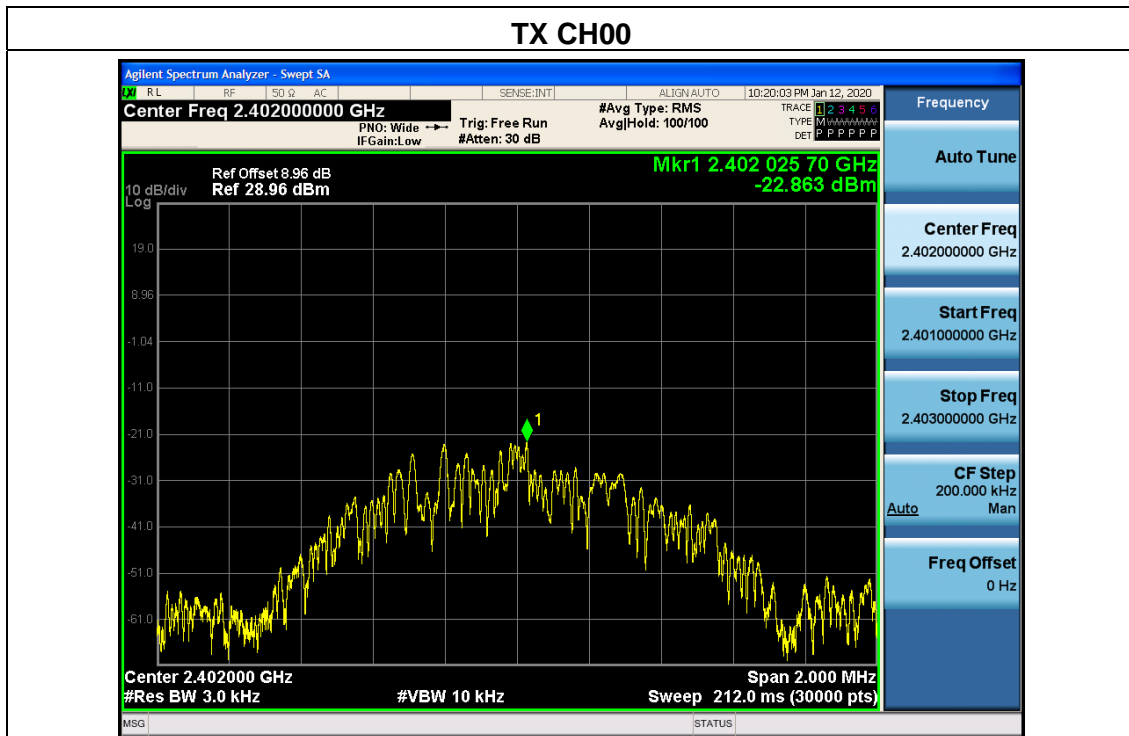 TX CH00
Agilent Spectrum Analyzer - Swept SA
LXI RL RF 50 Ω AC SENSE:INT ALIGN AUTO 10:20:03 PM Jan 12, 2020
Center Freq 2.402000000 GHz
PNO: Wide
IFGain:Low
Trig: Free Run
#Atten: 30 dB
#Avg Type: RMS
Avg|Hold: 100/100
TRACE 1 2 3 4 5 6
TYPE M W W W W W
DET P P P P P P
Ref Offset 8.96 dB
10 dB/div Ref 28.96 dBm
Log
Mkr1 2.402 025 70 GHz
-22.863 dBm
19.0
8.96
-1.04
-11.0
-21.0
-31.0
-41.0
-51.0
-61.0
1
Center 2.402000 GHz
Span 2.000 MHz
#Res BW 3.0 kHz
#VBW 10 kHz
Sweep 212.0 ms (30000 pts)
MSG
STATUS
Frequency
Auto Tune
Center Freq
2.402000000 GHz
Start Freq
2.401000000 GHz
Stop Freq
2.403000000 GHz
CF Step
200.000 kHz
Auto Man
Freq Offset
0 Hz